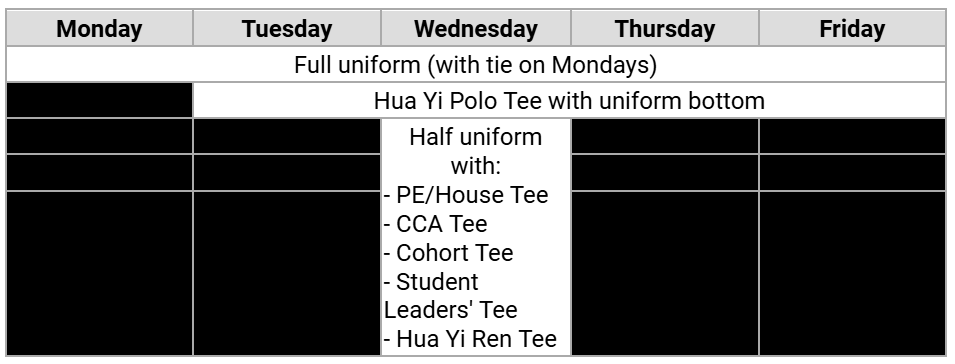 Monday Tuesday Wednesday Thursday Friday
Full uniform (with tie on Mondays)
Hua Yi Polo Tee with uniform bottom
Half uniform
with:
- PE/House Tee
- CCA Tee
- Cohort Tee
- Student
Leaders' Tee
- Hua Yi Ren Tee